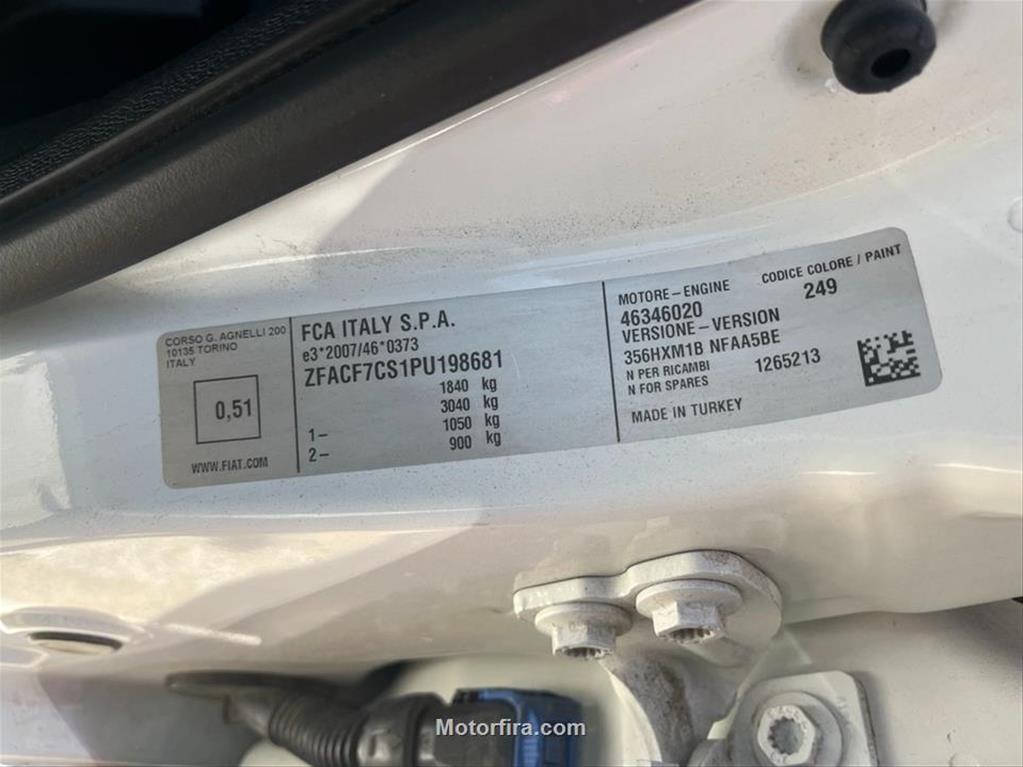 CORSO G. AGNELLI 200
10135 TORINO
ITALY
0,51
WWW.FIAT.COM
FCA ITALY S.P.A.
e3*2007/46*0373
ZFACF7CS1PU198681
1840 kg
3040 kg
1– 1050 kg
2– 900 kg
MOTORE–ENGINE
46346020
CODICE COLORE / PAINT
249
VERSIONE–VERSION
356HXM1B NFAA5BE
N PER RICAMBI
N FOR SPARES
1265213
MADE IN TURKEY
Motorfira.com